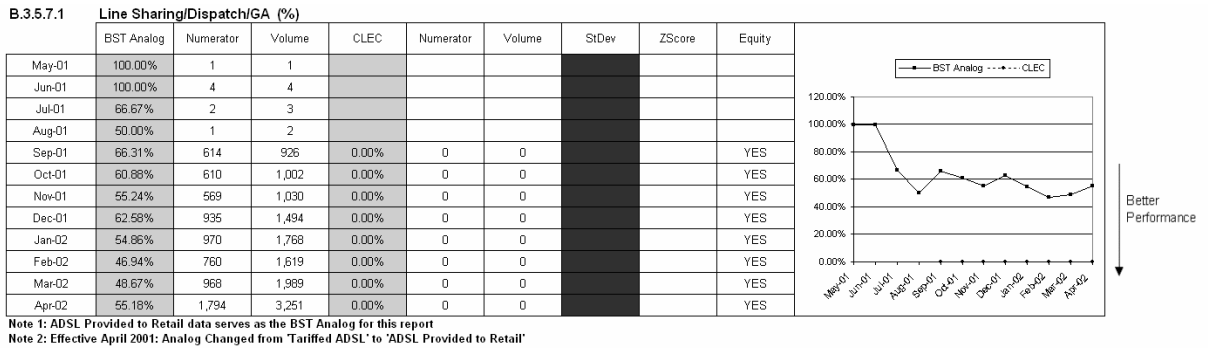 B.3.5.7.1 Line Sharing/Dispatch/GA (%)
BST Analog Numerator Volume CLEC Numerator Volume StDev ZScore Equity
May-01 100.00% 1 1
Jun-01 100.00% 4 4
Jul-01 66.67% 2 3
Aug-01 50.00% 1 2
Sep-01 66.31% 614 926 0.00% 0 0 YES
Oct-01 60.88% 610 1,002 0.00% 0 0 YES
Nov-01 55.24% 569 1,030 0.00% 0 0 YES
Dec-01 62.58% 935 1,494 0.00% 0 0 YES
Jan-02 54.86% 970 1,768 0.00% 0 0 YES
Feb-02 46.94% 760 1,619 0.00% 0 0 YES
Mar-02 48.67% 968 1,989 0.00% 0 0 YES
Apr-02 55.18% 1,794 3,251 0.00% 0 0 YES
BST Analog CLEC
120.00%
100.00%
80.00%
60.00%
40.00%
20.00%
0.00%
May-01 Jun-01 Jul-01 Aug-01 Sep-01 Oct-01 Nov-01 Dec-01 Jan-02 Feb-02 Mar-02 Apr-02
Better
Performance
Note 1: ADSL Provided to Retail data serves as the BST Analog for this report
Note 2: Effective April 2001: Analog Changed from 'Tariffed ADSL' to 'ADSL Provided to Retail'